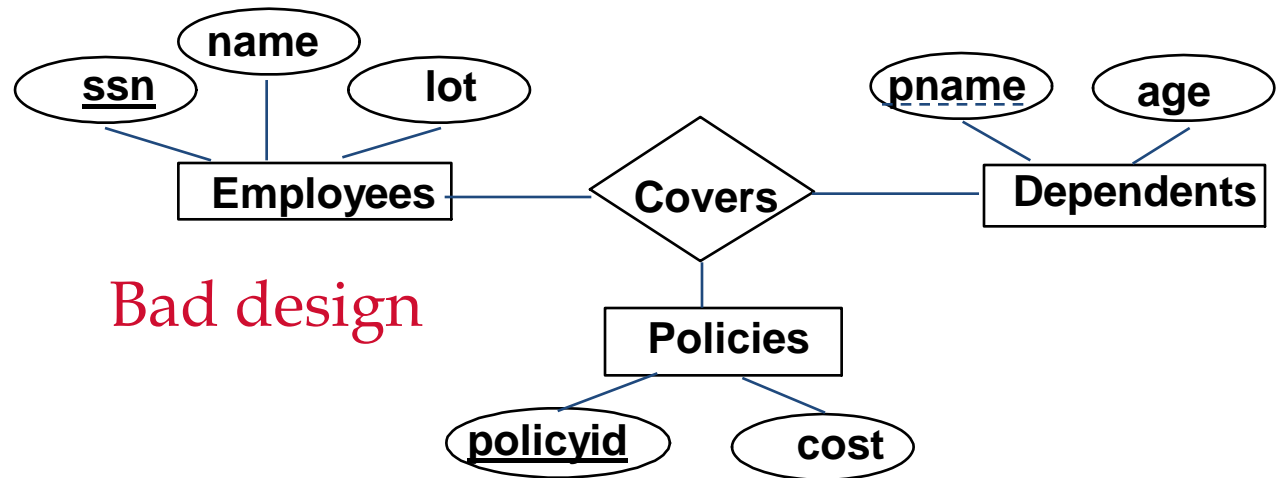 name
ssn
lot
pname
age
Employees
Covers
Dependents
Bad design
Policies
policyid
cost